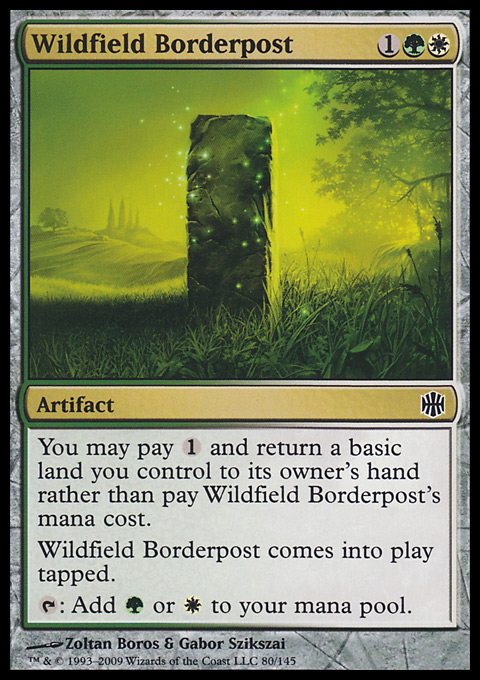 Wildfield Borderpost 1
Artifact
You may pay 1 and return a basic
land you control to its owner's hand
rather than pay Wildfield Borderpost's
mana cost.
Wildfield Borderpost comes into play
tapped.
: Add or to your mana pool.
Zoltan Boros & Gabor Szikszai
™ & © 1993–2009 Wizards of the Coast LLC 80/145